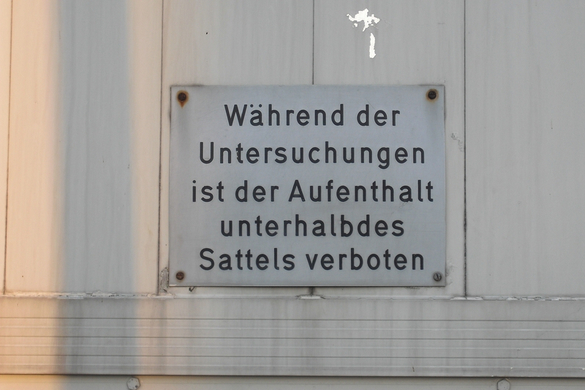 Während der
Untersuchungen
ist der Aufenthalt
unterhalbdes
Sattels verboten